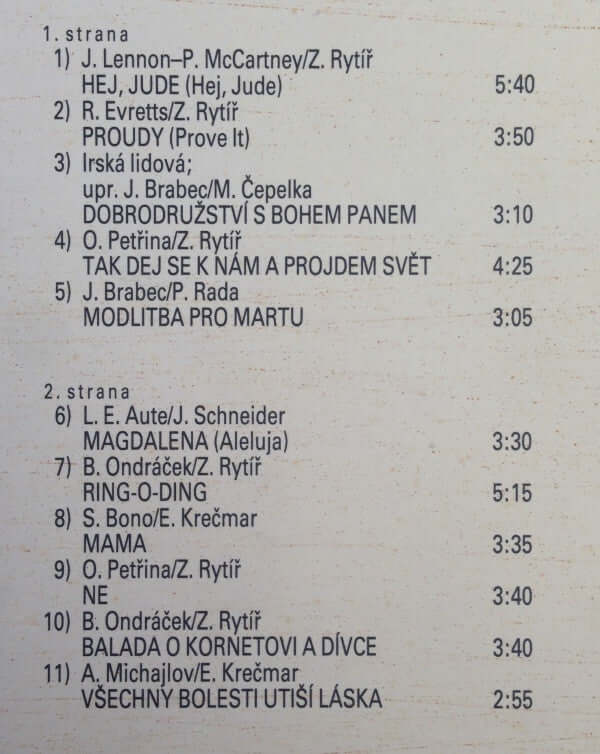 1. strana
1) J. Lennon–P. McCartney/Z. Rytíř
HEJ, JUDE (Hej, Jude) 5:40
2) R. Evretts/Z. Rytíř
PROUDY (Prove It) 3:50
3) Irská lidová;
upr. J. Brabec/M. Čepelka
DOBRODRUŽSTVÍ S BOHEM PANEM 3:10
4) O. Petřina/Z. Rytíř
TAK DEJ SE K NÁM A PROJDEM SVĚT 4:25
5) J. Brabec/P. Rada
MODLITBA PRO MARTU 3:05
2. strana
6) L. E. Aute/J. Schneider
MAGDALENA (Aleluja) 3:30
7) B. Ondráček/Z. Rytíř
RING-O-DING 5:15
8) S. Bono/E. Krečmar
MAMA 3:35
9) O. Petřina/Z. Rytíř
NE 3:40
10) B. Ondráček/Z. Rytíř
BALADA O KORNETOVI A DÍVCE 3:40
11) A. Michajlov/E. Krečmar
VŠECHNY BOLESTI UTIŠÍ LÁSKA 2:55